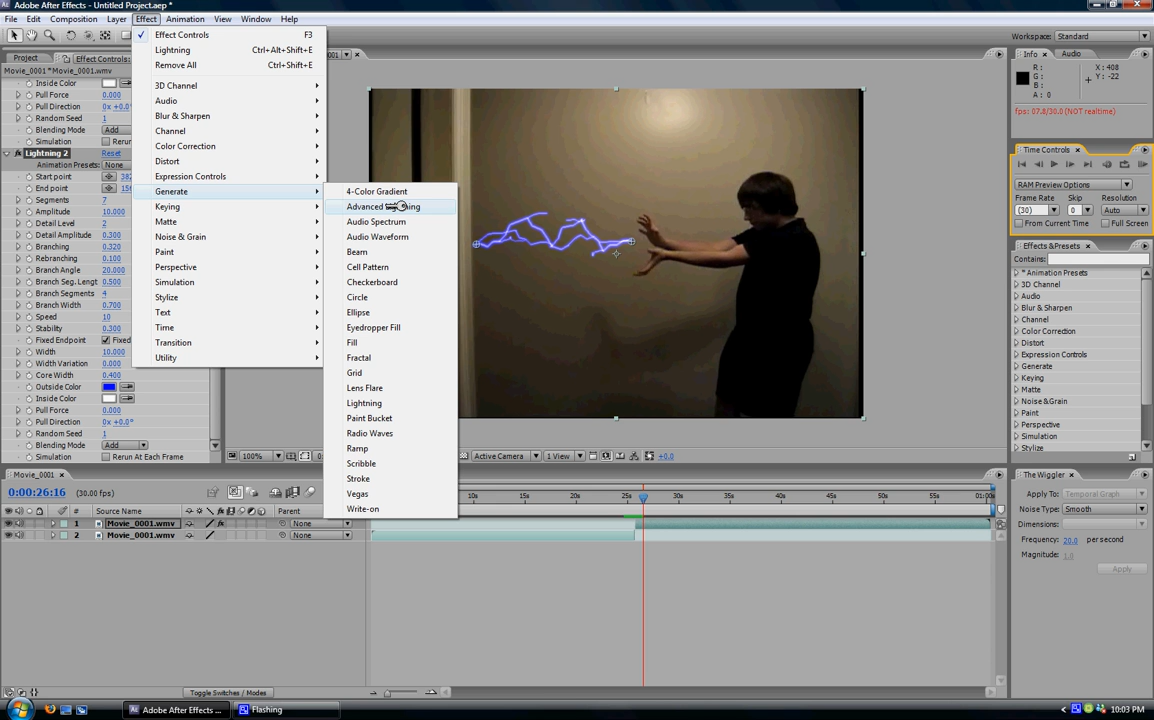 Adobe After Effects - Untitled Project.aep *
File Edit Composition Layer Effect Animation View Window Help
Workspace: Standard
Project Effect Controls:
Movie_0001 *Movie_0001.wmv
Inside Color
Pull Force 0.000
Pull Direction 0x +0.0°
Random Seed 1
Blending Mode Add
Simulation Rerun
Lightning 2 Reset
Animation Presets: None
Start point 382
End point 156
Segments 7
Amplitude 10.000
Detail Level 2
Detail Amplitude 0.300
Branching 0.320
Rebranching 0.100
Branch Angle 20.000
Branch Seg. Length 0.500
Branch Segments 4
Branch Width 0.700
Speed 10
Stability 0.300
Fixed Endpoint Fixed
Width 10.000
Width Variation 0.000
Core Width 0.400
Outside Color
Inside Color
Pull Force 0.000
Pull Direction 0x +0.0°
Random Seed 1
Blending Mode Add
Simulation Rerun At Each Frame
Effect Controls F3
Lightning Ctrl+Alt+Shift+E
Remove All Ctrl+Shift+E
3D Channel
Audio
Blur & Sharpen
Channel
Color Correction
Distort
Expression Controls
Generate
Keying
Matte
Noise & Grain
Paint
Perspective
Simulation
Stylize
Text
Time
Transition
Utility
4-Color Gradient
Advanced Lightning
Audio Spectrum
Audio Waveform
Beam
Cell Pattern
Checkerboard
Circle
Ellipse
Eyedropper Fill
Fill
Fractal
Grid
Lens Flare
Lightning
Paint Bucket
Radio Waves
Ramp
Scribble
Stroke
Vegas
Write-on
100%
Active Camera 1 View +0.0
Info Audio
R : X : 408
G : Y : -22
B :
A : 0
fps: 07.8/30.0 (NOT realtime)
Time Controls
RAM Preview Options
Frame Rate Skip Resolution
(30) 0 Auto
From Current Time Full Screen
Effects & Presets
Contains:
* Animation Presets
3D Channel
Audio
Blur & Sharpen
Channel
Color Correction
Distort
Expression Controls
Generate
Keying
Matte
Noise & Grain
Paint
Perspective
Simulation
Stylize
The Wiggler
Apply To: Temporal Graph
Noise Type: Smooth
Dimensions:
Frequency: 20.0 per second
Magnitude: 1.0
Apply
Movie_0001
0:00:26:16 (30.00 fps)
# Source Name Parent
1 Movie_0001.wmv None
2 Movie_0001.wmv None
10s 15s 20s 25s 30s 35s 40s 45s 50s 55s 01:00s
Toggle Switches / Modes
Adobe After Effects ... Flashing 10:03 PM